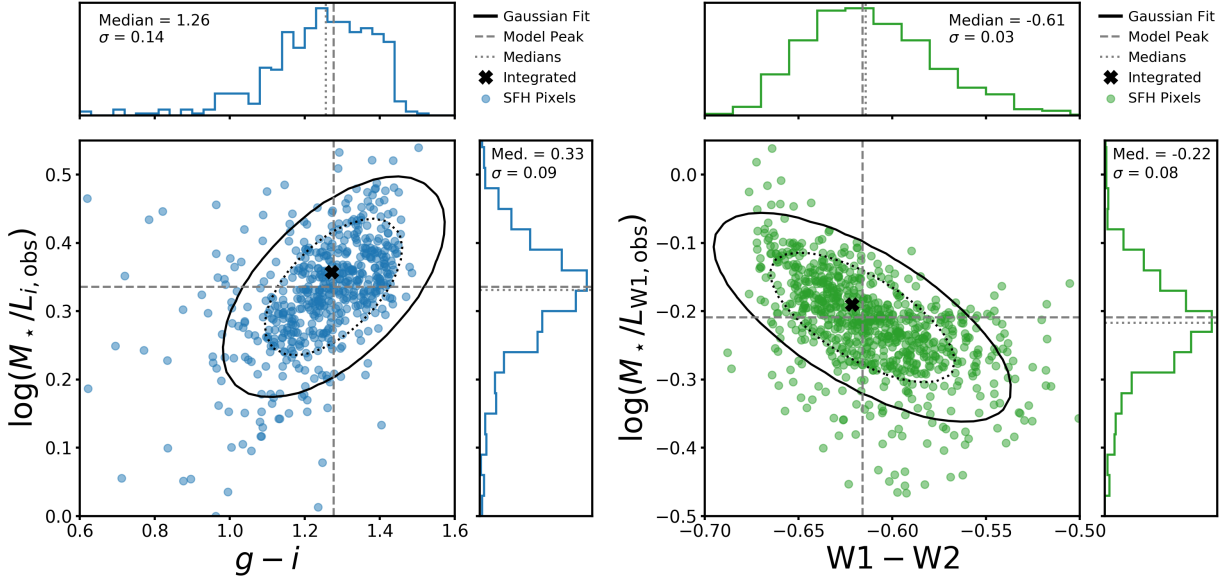 Median = 1.26
σ = 0.14
Gaussian Fit
Model Peak
Medians
Integrated
SFH Pixels
Median = -0.61
σ = 0.03
Gaussian Fit
Model Peak
Medians
Integrated
SFH Pixels
log(M⋆/L_i,obs)
0.5
0.4
0.3
0.2
0.1
0.0
0.6 0.8 1.0 1.2 1.4 1.6
g − i
Med. = 0.33
σ = 0.09
log(M⋆/L_W1,obs)
0.0
−0.1
−0.2
−0.3
−0.4
−0.5
−0.70 −0.65 −0.60 −0.55 −0.50
W1 − W2
Med. = -0.22
σ = 0.08